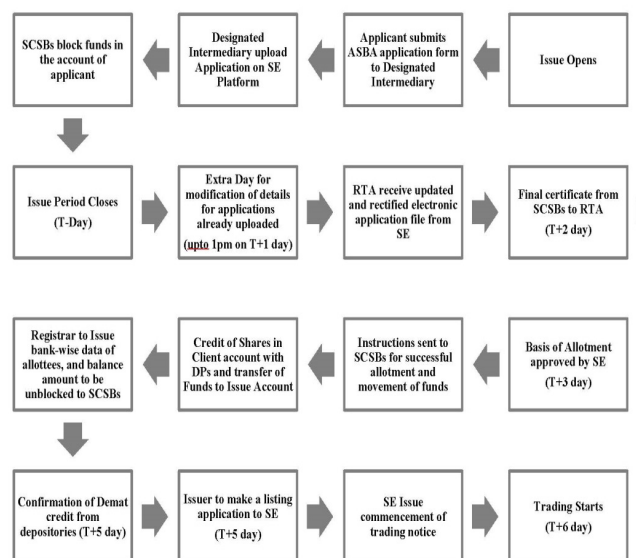 Issue Opens
Applicant submits
ASBA application form
to Designated
Intermediary
Designated
Intermediary upload
Application on SE
Platform
SCSBs block funds in
the account of
applicant
Issue Period Closes
(T-Day)
Extra Day for
modification of details
for applications
already uploaded
(upto 1pm on T+1 day)
RTA receive updated
and rectified electronic
application file from
SE
Final certificate from
SCSBs to RTA
(T+2 day)
Basis of Allotment
approved by SE
(T+3 day)
Instructions sent to
SCSBs for successful
allotment and
movement of funds
Credit of Shares in
Client account with
DPs and transfer of
Funds to Issue Account
Registrar to Issue
bank-wise data of
allottees, and balance
amount to be
unblocked to SCSBs
Confirmation of Demat
credit from
depositories (T+5 day)
Issuer to make a listing
application to SE
(T+5 day)
SE Issue
commencement of
trading notice
Trading Starts
(T+6 day)